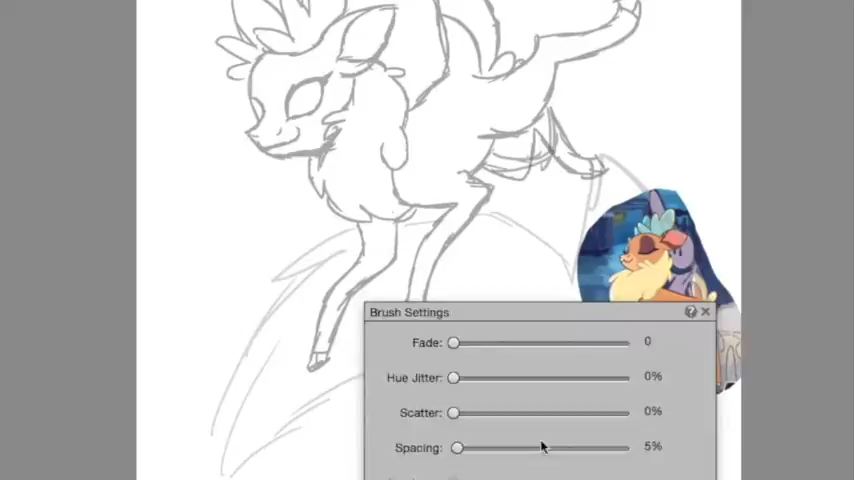 Brush Settings
Fade: 0
Hue Jitter: 0%
Scatter: 0%
Spacing: 5%